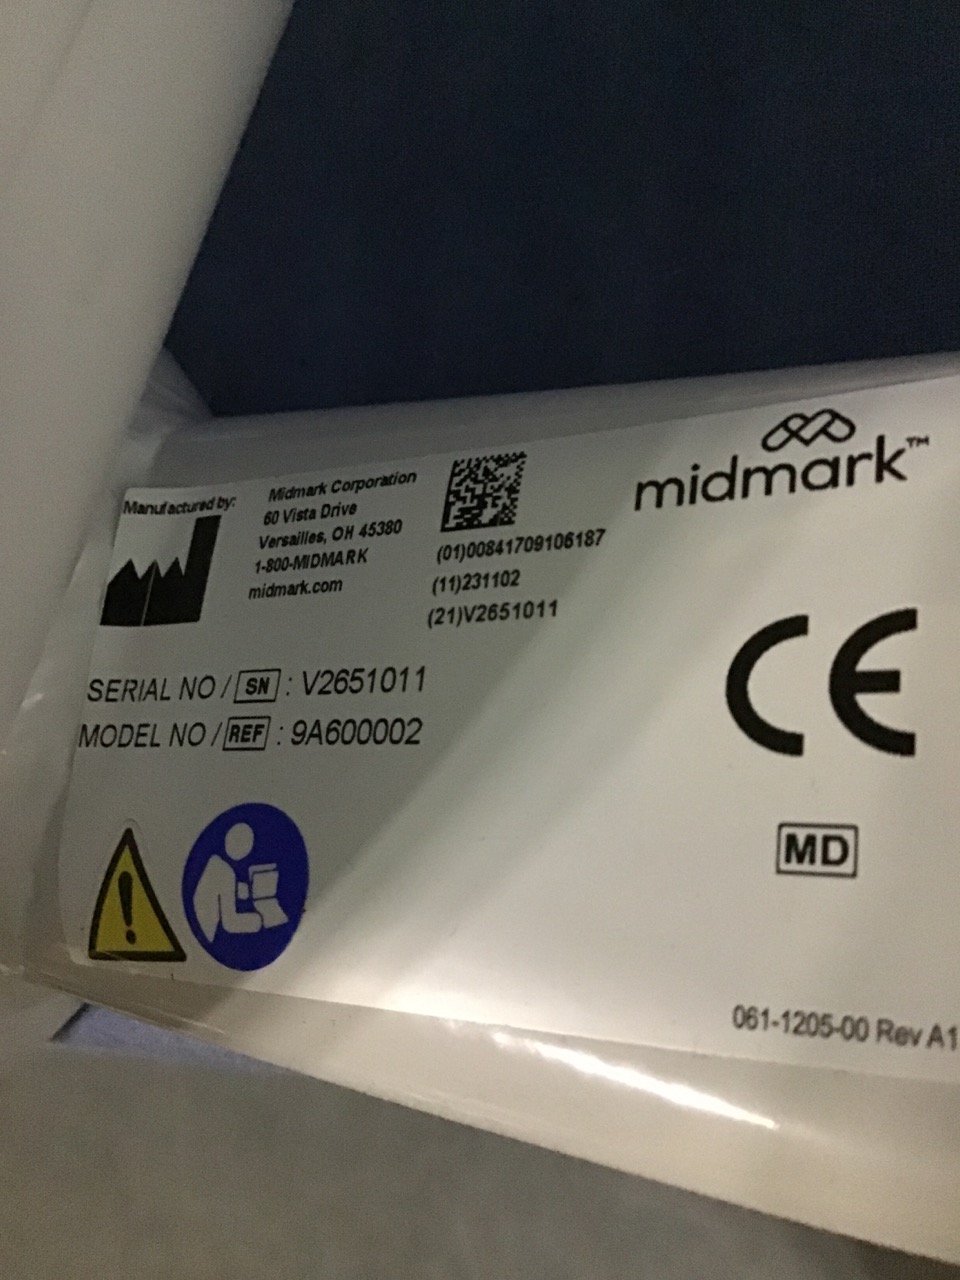 Manufactured by:
Midmark Corporation
60 Vista Drive
Versailles, OH 45380
1-800-MIDMARK
midmark.com
(01)00841709106187
(11)231102
(21)V2651011
midmark™
SERIAL NO / SN : V2651011
MODEL NO / REF : 9A600002
CE
MD
061-1205-00 Rev A1